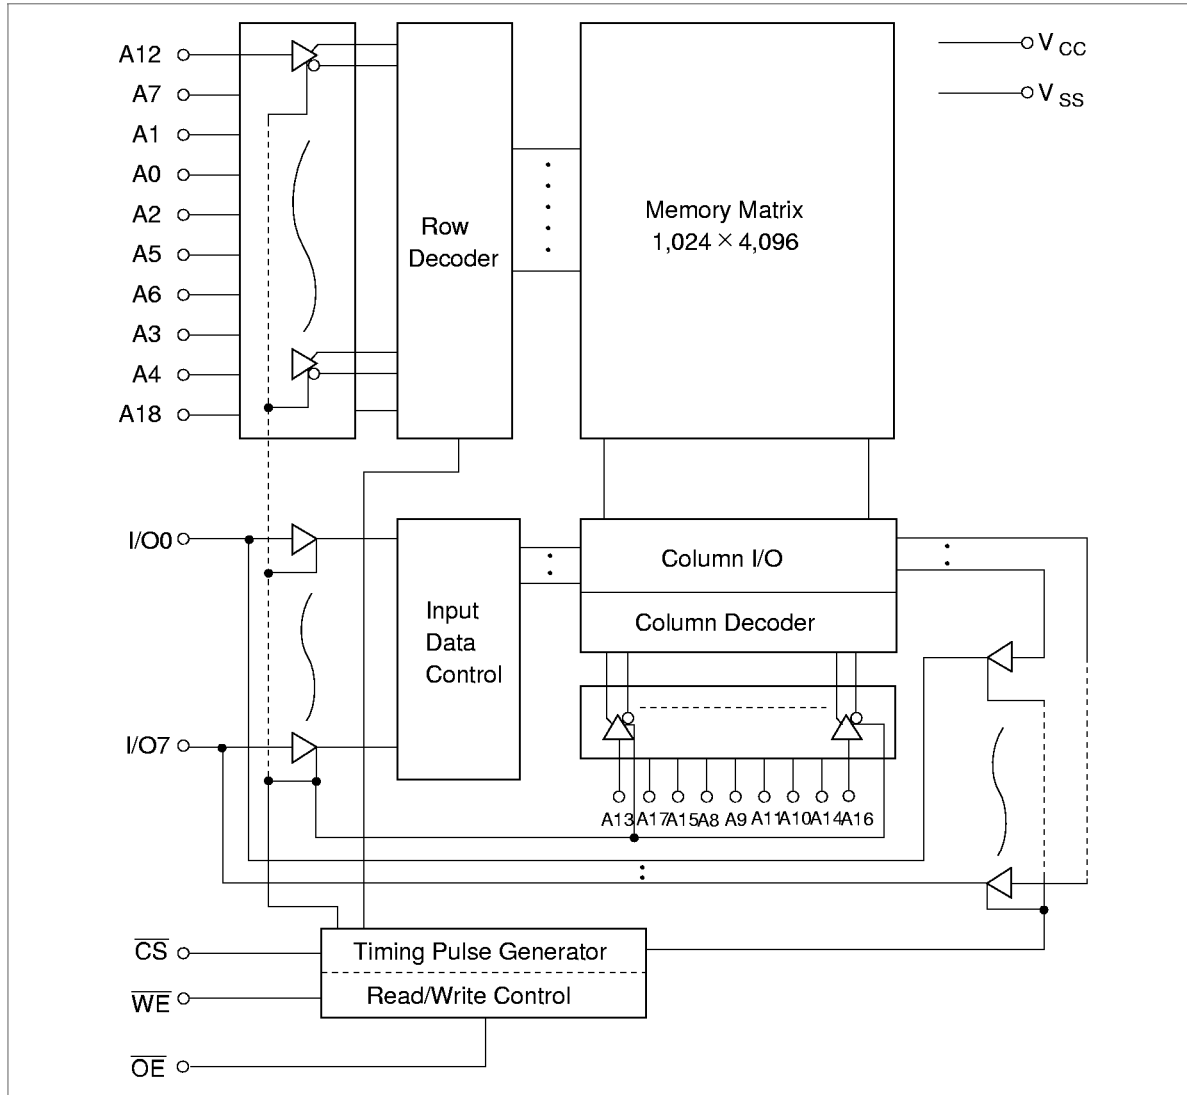 A12
A7
A1
A0
A2
A5
A6
A3
A4
A18
Row
Decoder
Memory Matrix
1,024 × 4,096
V CC
V SS
I/O0
I/O7
Input
Data
Control
Column I/O
Column Decoder
A13 A17 A15 A8 A9 A11 A10 A14 A16
CS
WE
OE
Timing Pulse Generator
Read/Write Control